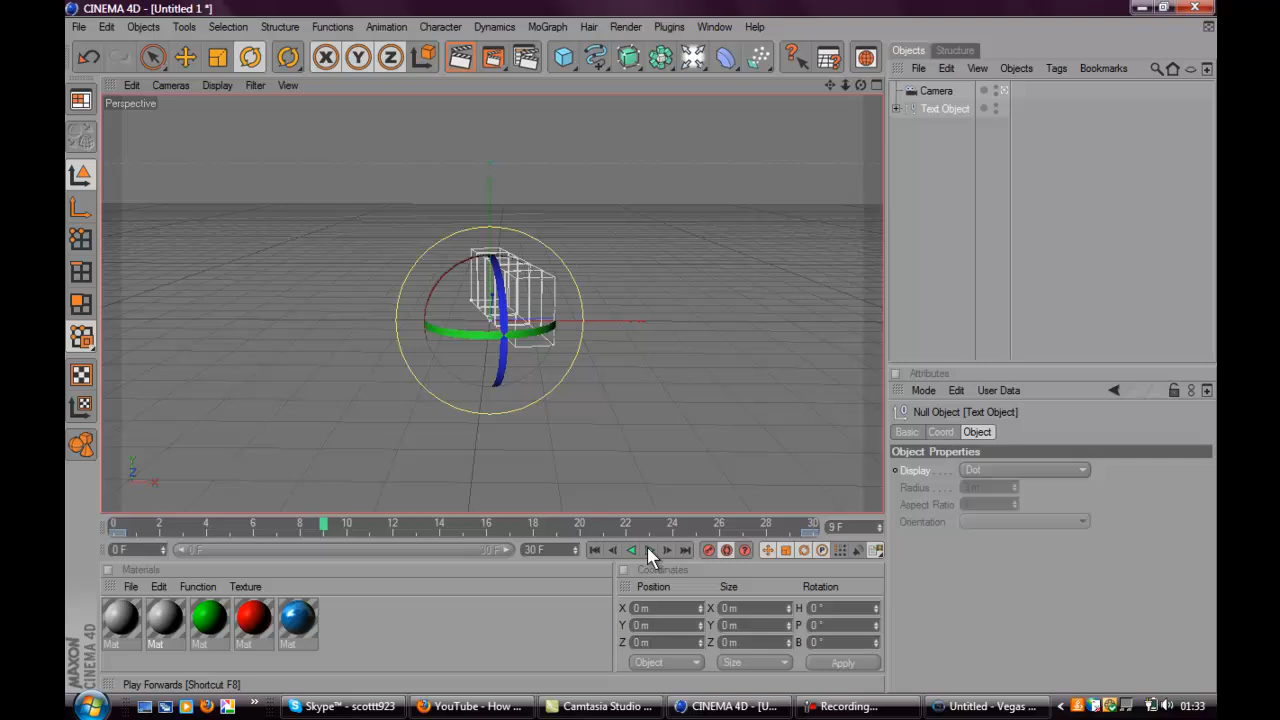 CINEMA 4D - [Untitled 1 *]
File Edit Objects Tools Selection Structure Functions Animation Character Dynamics MoGraph Hair Render Plugins Window Help
X Y Z
Objects Structure
File Edit View Objects Tags Bookmarks
Edit Cameras Display Filter View
Perspective
Camera
Text Object
Attributes
Mode Edit User Data
Null Object [Text Object]
Basic Coord Object
Object Properties
Display Dot
Radius
Aspect Ratio
Orientation
Y
Z
X
0 2 4 6 8 10 12 14 16 18 20 22 24 26 28 30 9 F
0 F 0 F 30 F 30 F
Materials
Coordinates
File Edit Function Texture
Position Size Rotation
X 0 m X 0 m H 0 °
Y 0 m Y 0 m P 0 °
Z 0 m Z 0 m B 0 °
Mat Mat Mat Mat Mat
Object Size Apply
MAXON CINEMA 4D
Play Forwards [Shortcut F8]
Skype™ - scottt923 YouTube - How ... Camtasia Studio ... CINEMA 4D - [U... Recording... Untitled - Vegas ... 01:33